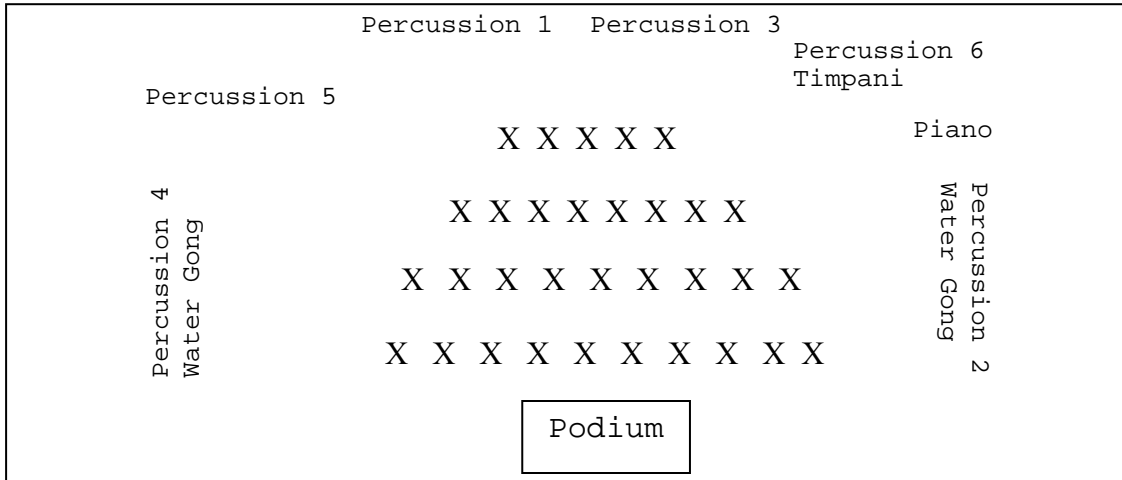 Percussion 1 Percussion 3
Percussion 6
Timpani
Percussion 5
X X X X X
Piano
Percussion 4
Water Gong
X X X X X X X X
X X X X X X X X X
X X X X X X X X X X
Percussion 2
Water Gong
Podium